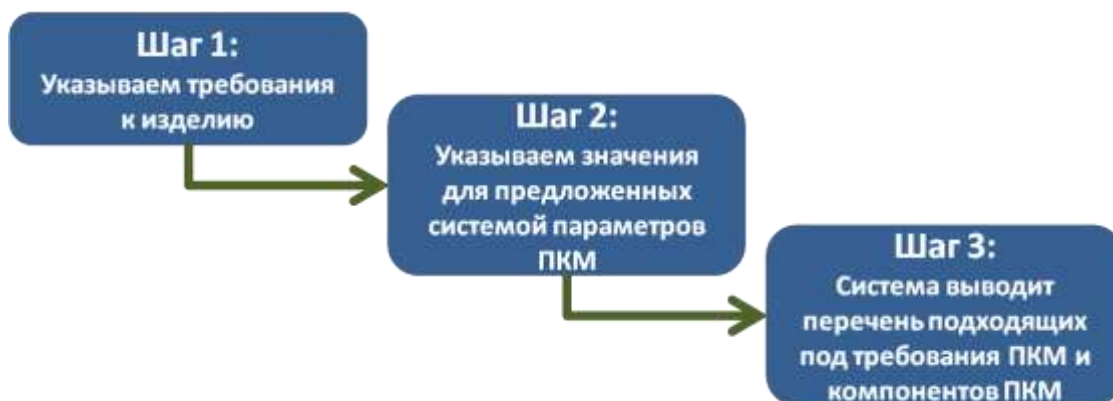 Шаг 1:
Указываем требования
к изделию
Шаг 2:
Указываем значения
для предложенных
системой параметров
ПКМ
Шаг 3:
Система выводит
перечень подходящих
под требования ПКМ и
компонентов ПКМ